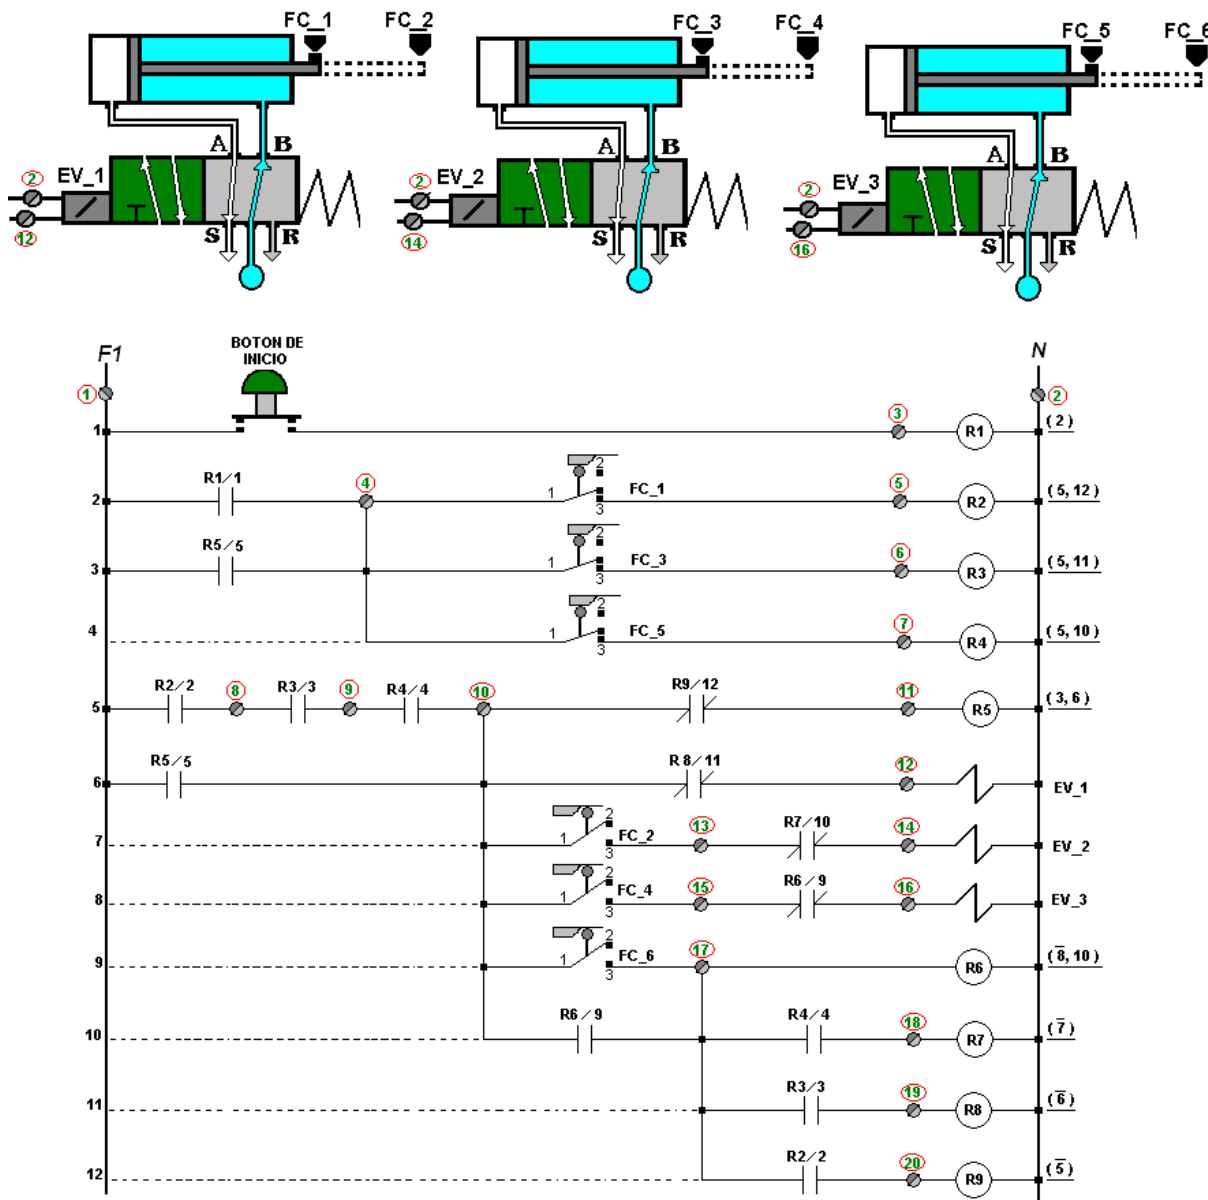 FC_1 FC_2
FC_3 FC_4
FC_5 FC_6
A B
EV_1
2
12
S R
A B
EV_2
2
14
S R
A B
EV_3
2
16
S R
BOTON DE
INICIO
F1 N
1 2
1 3 R1 (2)
R1/1
2 4 1 2 3 FC_1 5 R2 (5, 12)
R5/5
3 1 2 3 FC_3 6 R3 (5, 11)
4 1 2 3 FC_5 7 R4 (5, 10)
R2/2 8 R3/3 9 R4/4 10 R9/12 11
5 R5 (3, 6)
R5/5 R8/11 12
6 EV_1
7 1 2 3 FC_2 13 R7/10 14 EV_2
8 1 2 3 FC_4 15 R6/9 16 EV_3
9 1 2 3 FC_6 17 R6 (8̅, 10)
10 R6/9 R4/4 18 R7 (7̅)
11 R3/3 19 R8 (6̅)
12 R2/2 20 R9 (5̅)